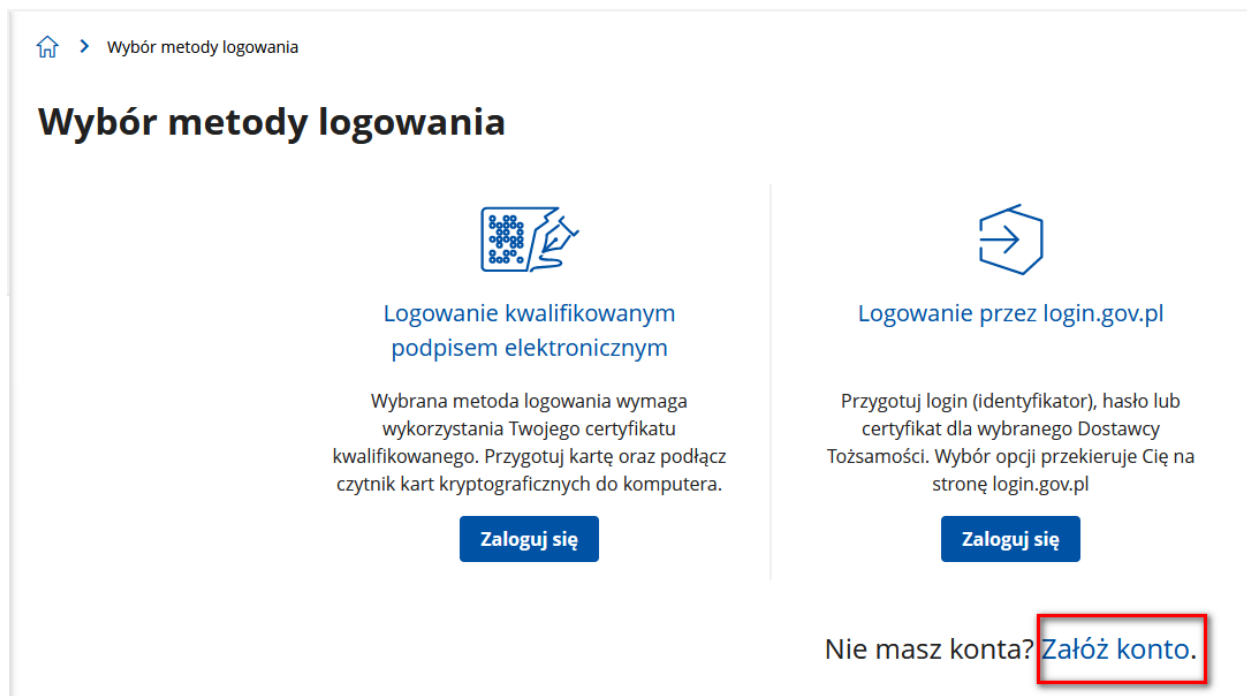 Wybór metody logowania
Wybór metody logowania
Logowanie kwalifikowanym
podpisem elektronicznym
Wybrana metoda logowania wymaga
wykorzystania Twojego certyfikatu
kwalifikowanego. Przygotuj kartę oraz podłącz
czytnik kart kryptograficznych do komputera.
Zaloguj się
Logowanie przez login.gov.pl
Przygotuj login (identyfikator), hasło lub
certyfikat dla wybranego Dostawcy
Tożsamości. Wybór opcji przekieruje Cię na
stronę login.gov.pl
Zaloguj się
Nie masz konta? Załóż konto.